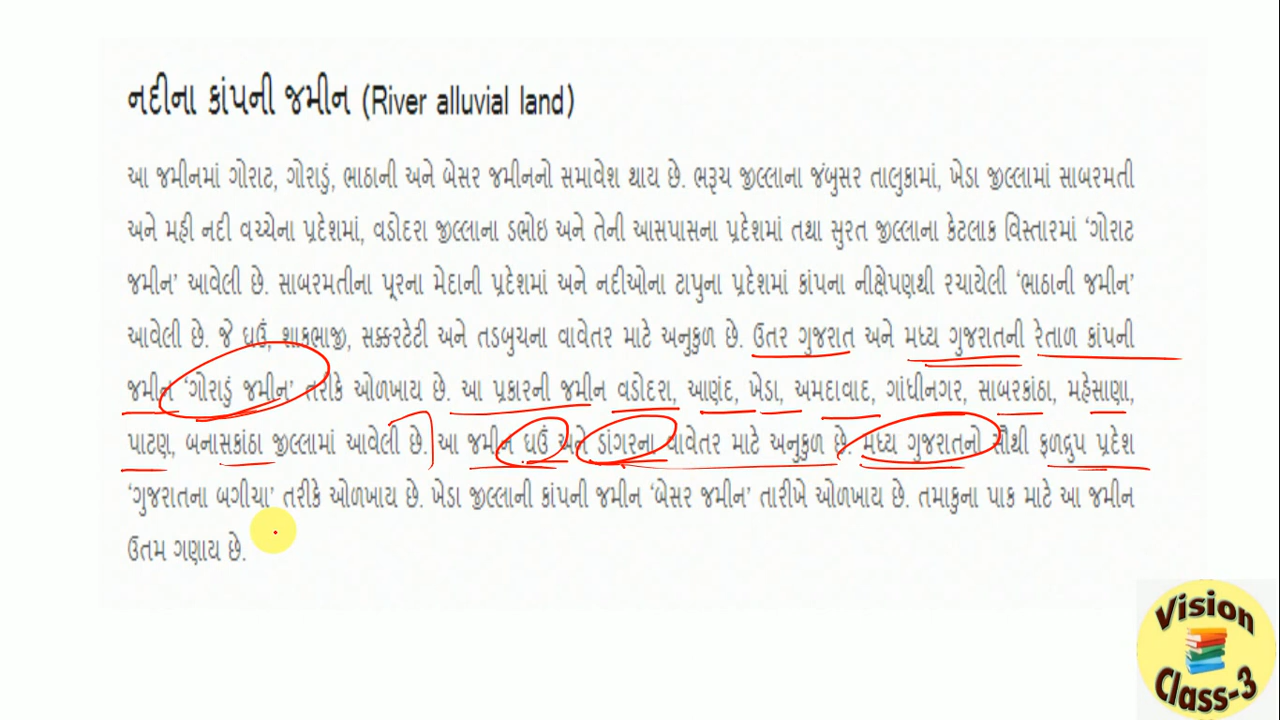 નદીના કાંપની જમીન (River alluvial land)
આ જમીનમાં ગોરાટ, ગોરાડું, ભાઠાની અને બેસર જમીનનો સમાવેશ થાય છે. ભરૂચ જીલ્લાના જંબુસર તાલુકામાં, ખેડા જીલ્લામાં સાબરમતી
અને મહી નદી વચ્ચેના પ્રદેશમાં, વડોદરા જીલ્લાના ડભોઇ અને તેની આસપાસના પ્રદેશમાં તથા સુરત જીલ્લાના કેટલાક વિસ્તારમાં ‘ગોરાટ
જમીન’ આવેલી છે. સાબરમતીના પૂરના મેદાની પ્રદેશમાં અને નદીઓના ટાપુના પ્રદેશમાં કાંપના નીક્ષેપણથી રચાયેલી ‘ભાઠાની જમીન’
આવેલી છે. જે ઘઉં, શાકભાજી, સક્કરટેટી અને તડબુચના વાવેતર માટે અનુકુળ છે. ઉતર ગુજરાત અને મધ્ય ગુજરાતની રેતાળ કાંપની
જમીન ‘ગોરાડું જમીન’ તરીકે ઓળખાય છે. આ પ્રકારની જમીન વડોદરા, આણંદ, ખેડા, અમદાવાદ, ગાંધીનગર, સાબરકાંઠા, મહેસાણા,
પાટણ, બનાસકાંઠા જીલ્લામાં આવેલી છે. આ જમીન ઘઉં અને ડાંગરના વાવેતર માટે અનુકુળ છે. મધ્ય ગુજરાતનો સૌથી ફળદ્રુપ પ્રદેશ
‘ગુજરાતના બગીચા’ તરીકે ઓળખાય છે. ખેડા જીલ્લાની કાંપની જમીન ‘બેસર જમીન’ તારીખે ઓળખાય છે. તમાકુના પાક માટે આ જમીન
ઉતમ ગણાય છે.
Vision
Class-3